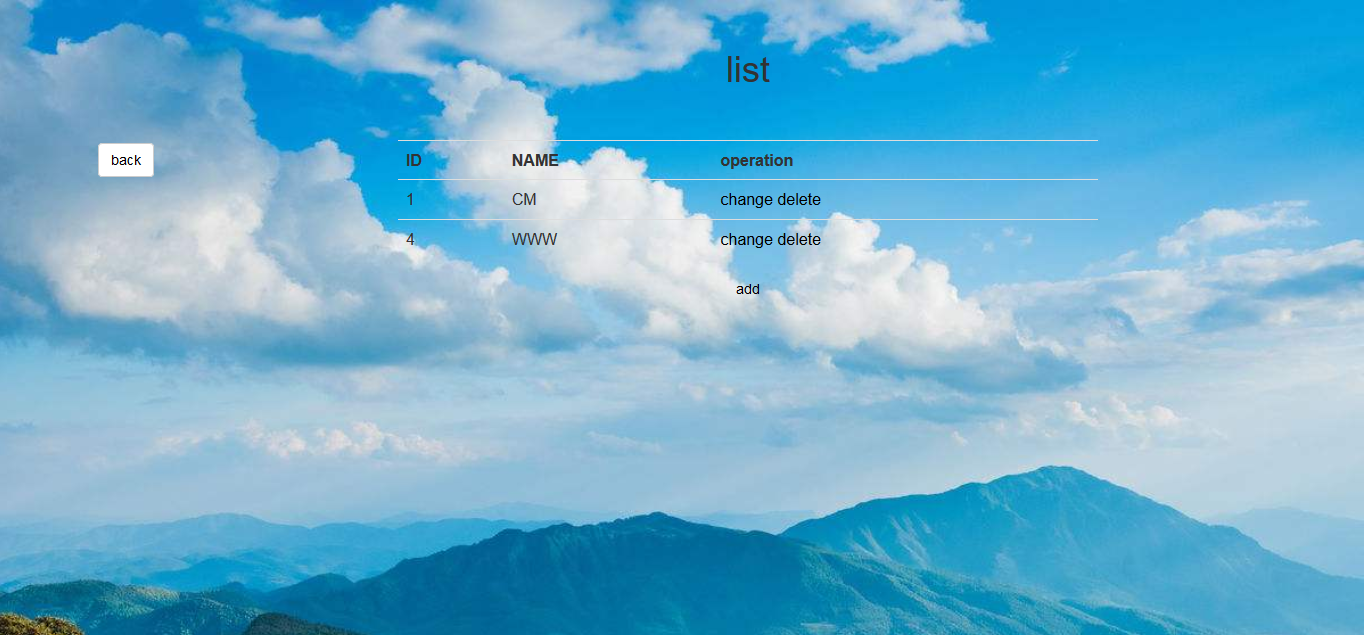 list
back
ID NAME operation
1 CM change delete
4 WWW change delete
add